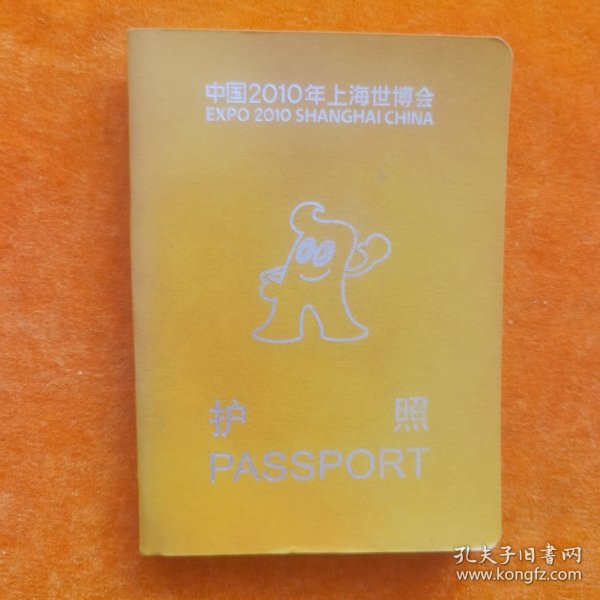 中国2010年上海世博会
EXPO 2010 SHANGHAI CHINA
护 照
PASSPORT
孔夫子旧書网
www.kongfz.com